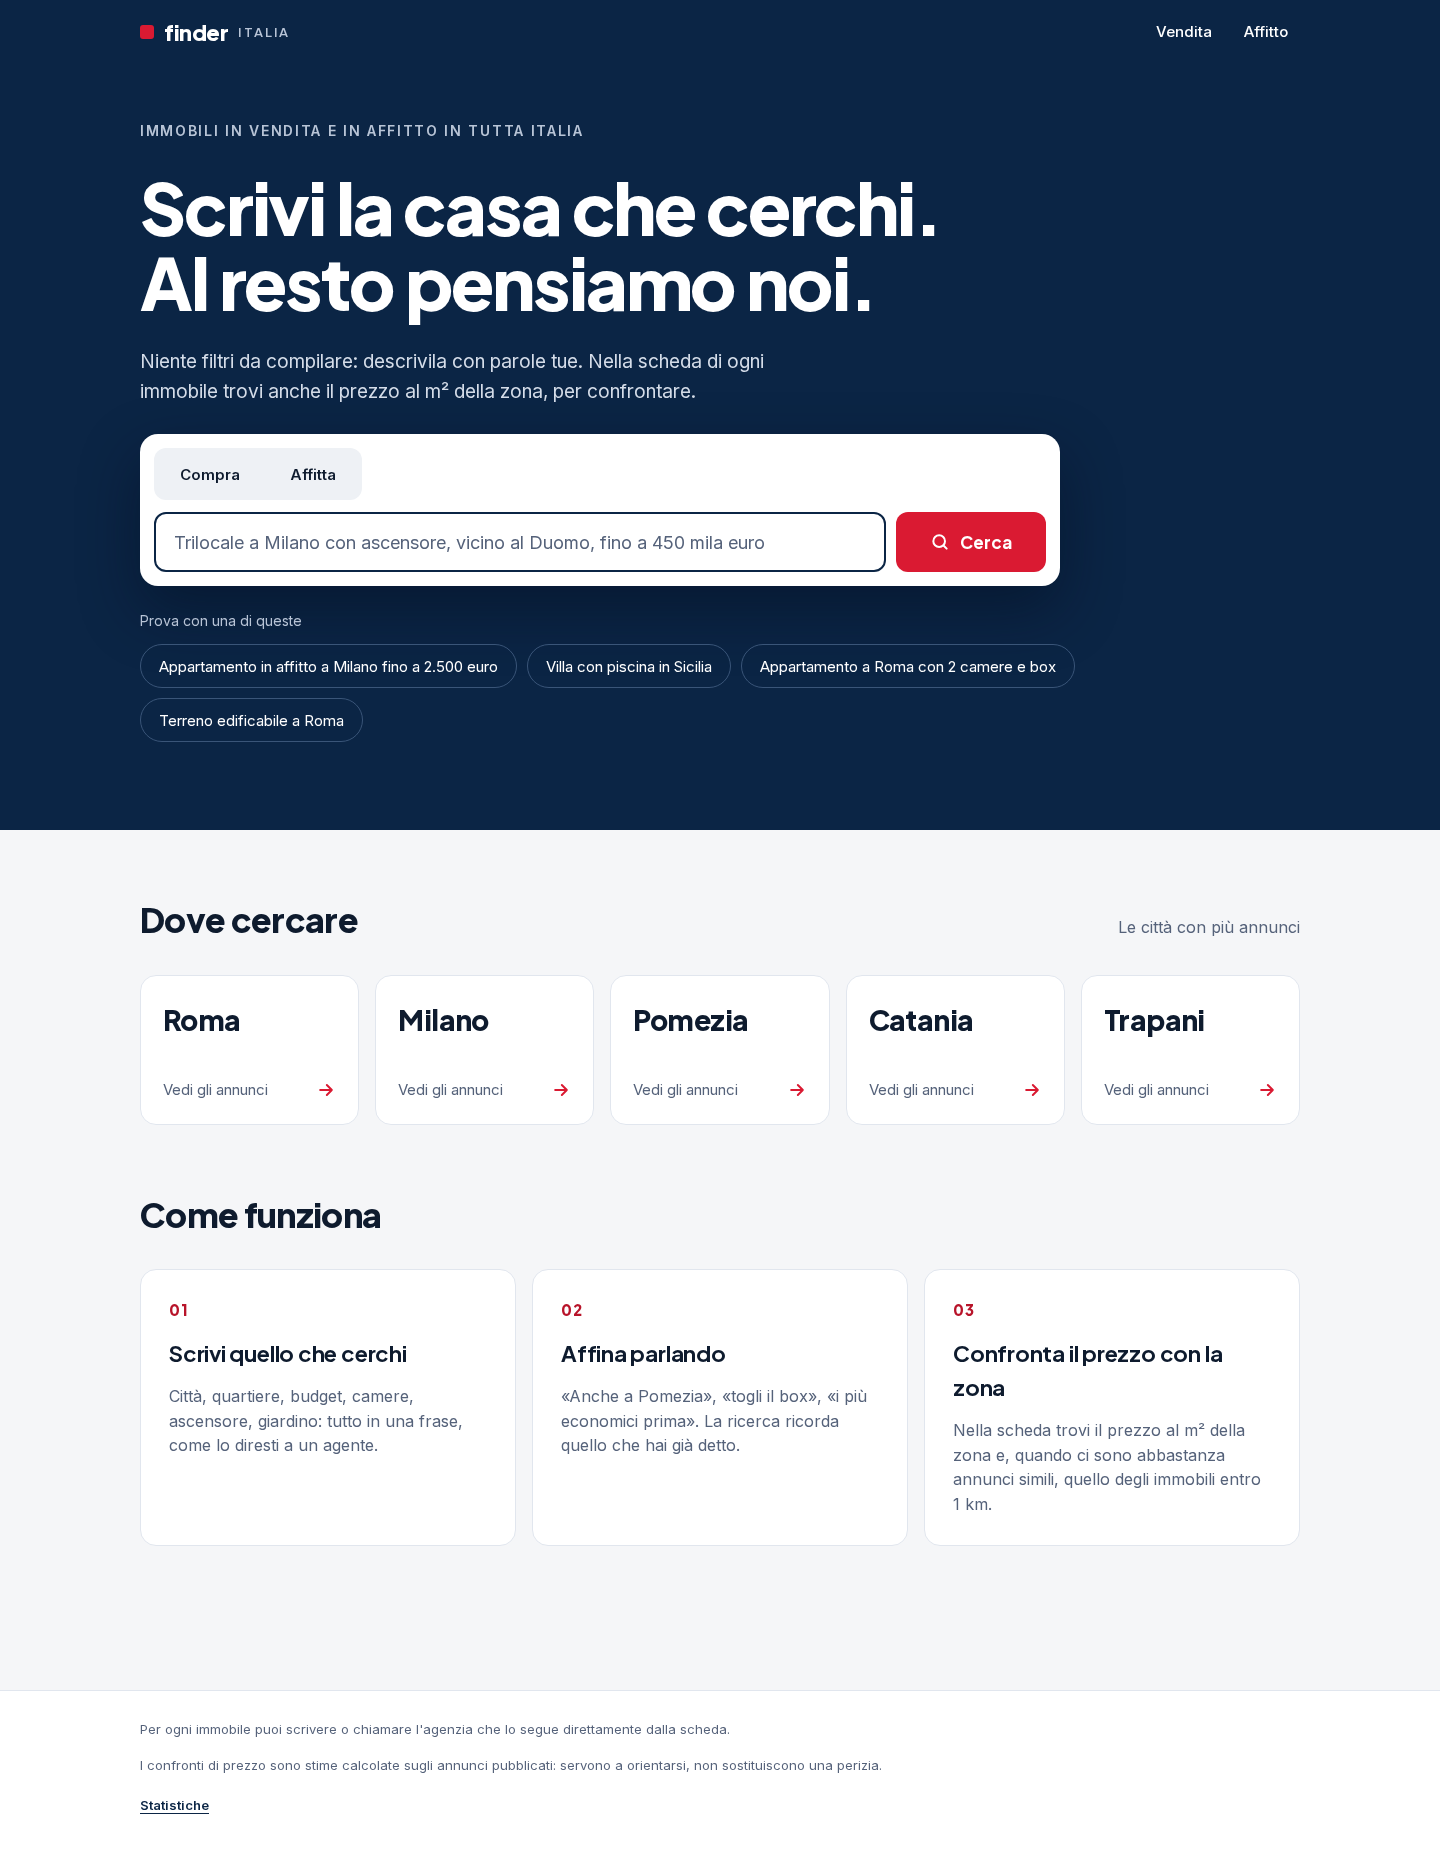 finder ITALIA
Vendita
Affitto
IMMOBILI IN VENDITA E IN AFFITTO IN TUTTA ITALIA
Scrivi la casa che cerchi.
Al resto pensiamo noi.
Niente filtri da compilare: descrivila con parole tue. Nella scheda di ogni
immobile trovi anche il prezzo al m² della zona, per confrontare.
Compra
Affitta
Trilocale a Milano con ascensore, vicino al Duomo, fino a 450 mila euro
Cerca
Prova con una di queste
Appartamento in affitto a Milano fino a 2.500 euro
Villa con piscina in Sicilia
Appartamento a Roma con 2 camere e box
Terreno edificabile a Roma
Dove cercare
Le città con più annunci
Roma
Vedi gli annunci
Milano
Vedi gli annunci
Pomezia
Vedi gli annunci
Catania
Vedi gli annunci
Trapani
Vedi gli annunci
Come funziona
01
Scrivi quello che cerchi
Città, quartiere, budget, camere,
ascensore, giardino: tutto in una frase,
come lo diresti a un agente.
02
Affina parlando
«Anche a Pomezia», «togli il box», «i più
economici prima». La ricerca ricorda
quello che hai già detto.
03
Confronta il prezzo con la
zona
Nella scheda trovi il prezzo al m² della
zona e, quando ci sono abbastanza
annunci simili, quello degli immobili entro
1 km.
Per ogni immobile puoi scrivere o chiamare l'agenzia che lo segue direttamente dalla scheda.
I confronti di prezzo sono stime calcolate sugli annunci pubblicati: servono a orientarsi, non sostituiscono una perizia.
Statistiche